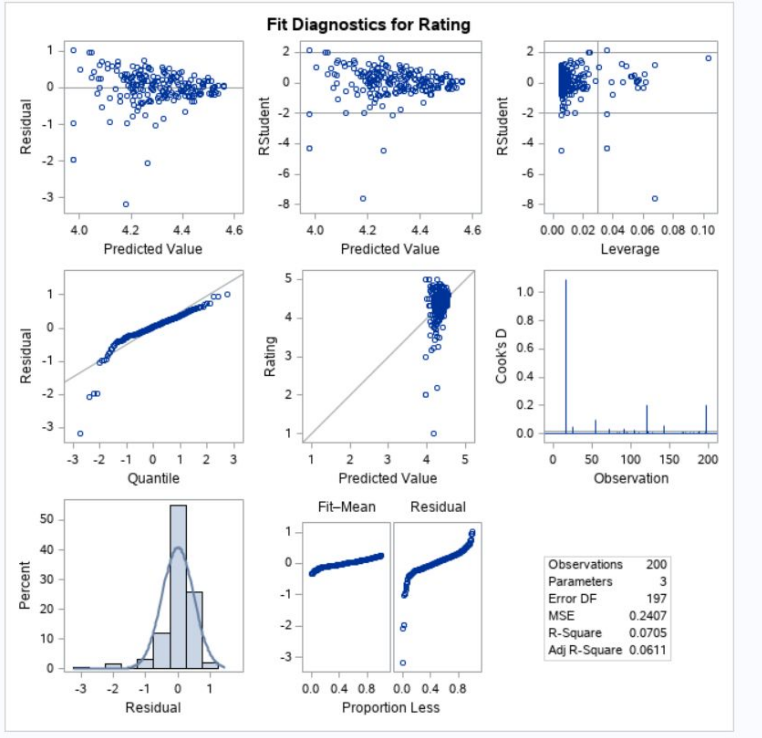 Fit Diagnostics for Rating
1
0
-1
-2
-3
Residual
4.0 4.2 4.4 4.6
Predicted Value
2
0
-2
-4
-6
-8
RStudent
4.0 4.2 4.4 4.6
Predicted Value
2
0
-2
-4
-6
-8
RStudent
0.00 0.02 0.04 0.06 0.08 0.10
Leverage
1
0
-1
-2
-3
Residual
-3 -2 -1 0 1 2 3
Quantile
5
4
3
2
1
Rating
1 2 3 4 5
Predicted Value
1.0
0.8
0.6
0.4
0.2
0.0
Cook's D
0 50 100 150 200
Observation
50
40
30
20
10
0
Percent
-3 -2 -1 0 1
Residual
Fit–Mean Residual
1
0
-1
-2
-3
0.0 0.4 0.8 0.0 0.4 0.8
Proportion Less
Observations 200
Parameters 3
Error DF 197
MSE 0.2407
R-Square 0.0705
Adj R-Square 0.0611